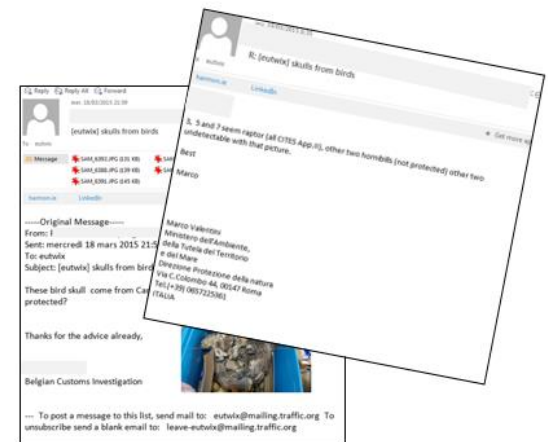 Reply Reply All Forward
mer. 18/03/2015 21:59
[eutwix] skulls from birds
To eutwix
Message SAM_6393.JPG (131 KB)
SAM_6388.JPG (139 KB)
SAM_6391.JPG (145 KB)
harmon.ie LinkedIn
-----Original Message-----
From:
Sent: mercredi 18 mars 2015 21:5
To: eutwix
Subject: [eutwix] skulls from bird
These bird skull come from
protected?
Thanks for the advice already,
Belgian Customs Investigation
--- To post a message to this list, send mail to: eutwix@mailing.traffic.org To
unsubscribe send a blank email to: leave-eutwix@mailing.traffic.org
R: [eutwix] skulls from birds
eutwix
harmon.ie LinkedIn
3, 5 and 7 seem raptor (all CITES App.II), other two hornbills (not protected) other two
undetectable with that picture.
Best
Marco
Marco Valentini
Ministero dell'Ambiente,
della Tutela del Territorio
e del Mare
Direzione Protezione della natura
Via C.Colombo 44, 00147 Roma
ITALIA